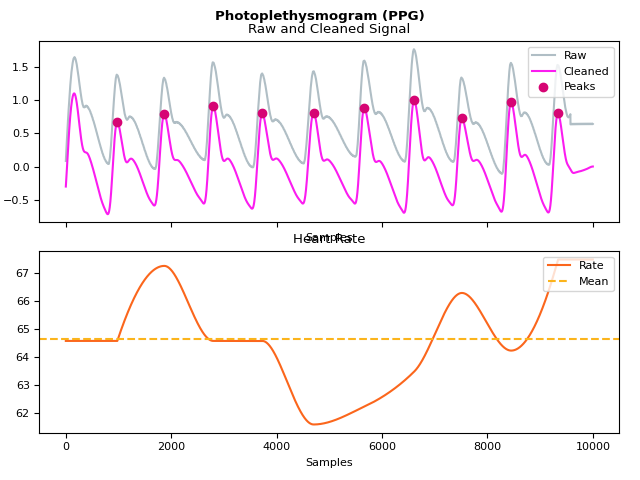 Photoplethysmogram (PPG)
Raw and Cleaned Signal
1.5
1.0
0.5
0.0
−0.5
Raw
Cleaned
Peaks
Samples
Heart Rate
67
66
65
64
63
62
Rate
Mean
0 2000 4000 6000 8000 10000
Samples